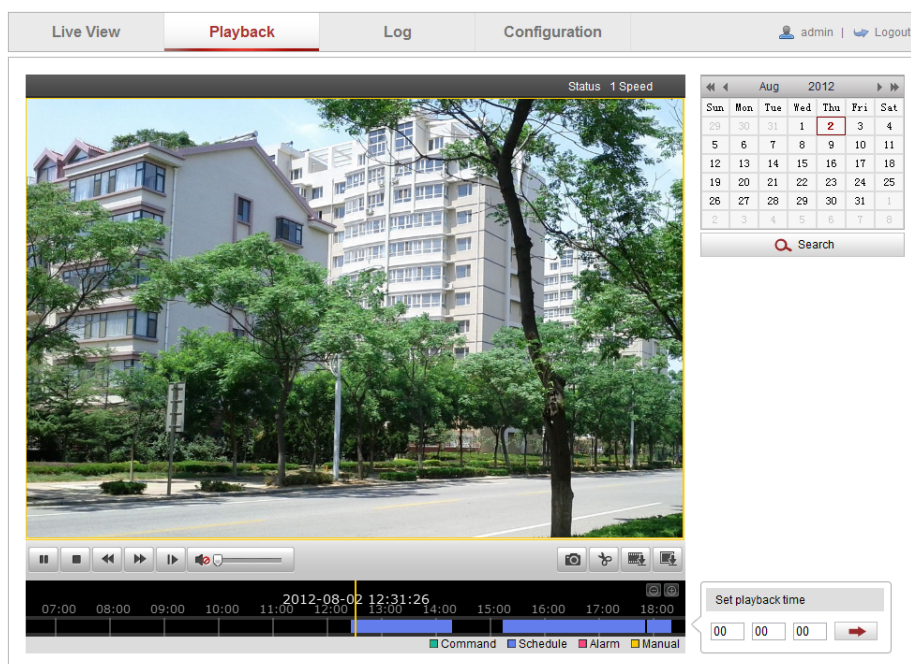 Live View Playback Log Configuration admin | Logout
Status 1 Speed
Aug 2012
Sun Mon Tue Wed Thu Fri Sat
29 30 31 1 2 3 4
5 6 7 8 9 10 11
12 13 14 15 16 17 18
19 20 21 22 23 24 25
26 27 28 29 30 31 1
2 3 4 5 6 7 8
Search
2012-08-02 12:31:26
07:00 08:00 09:00 10:00 11:00 12:00 13:00 14:00 15:00 16:00 17:00 18:00
Command Schedule Alarm Manual
Set playback time
00 00 00